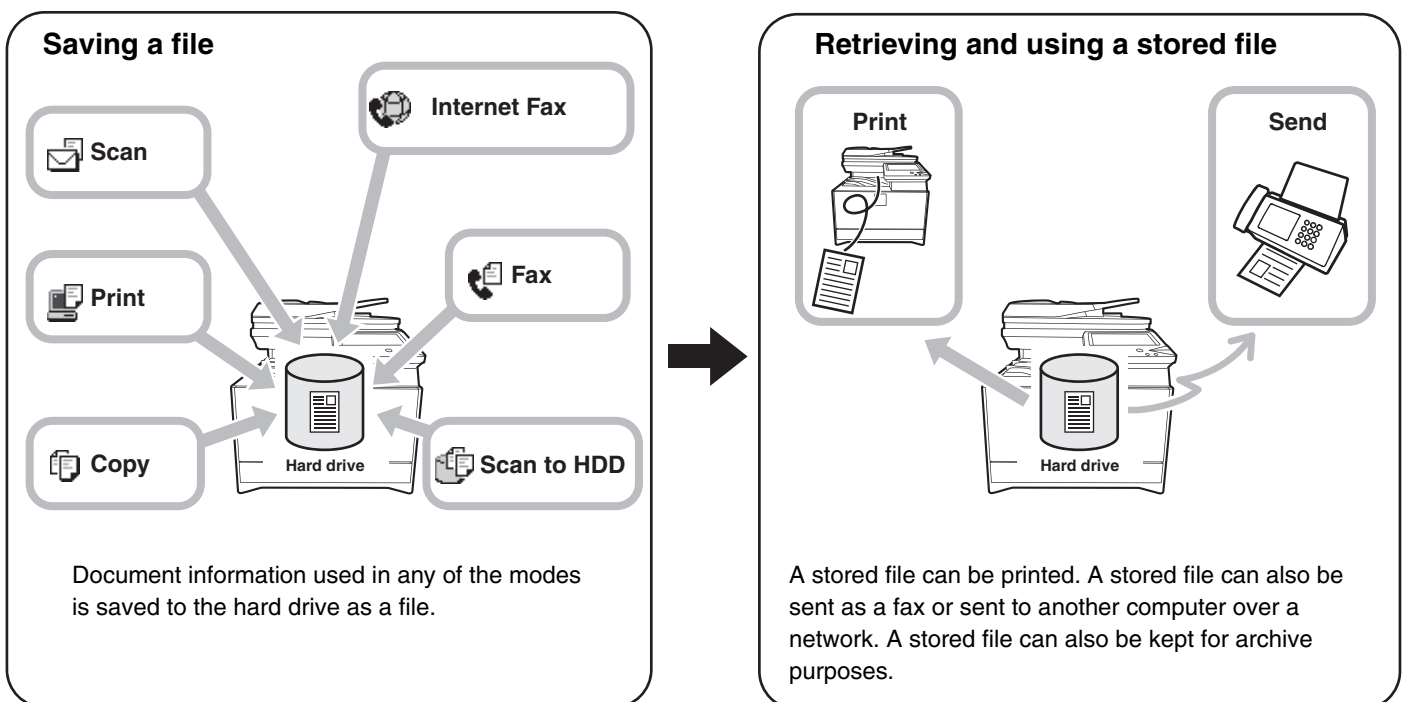 Saving a file
Internet Fax
Scan
Fax
Print
Copy
Hard drive
Scan to HDD
Document information used in any of the modes
is saved to the hard drive as a file.
Retrieving and using a stored file
Print
Send
Hard drive
A stored file can be printed. A stored file can also be
sent as a fax or sent to another computer over a
network. A stored file can also be kept for archive
purposes.